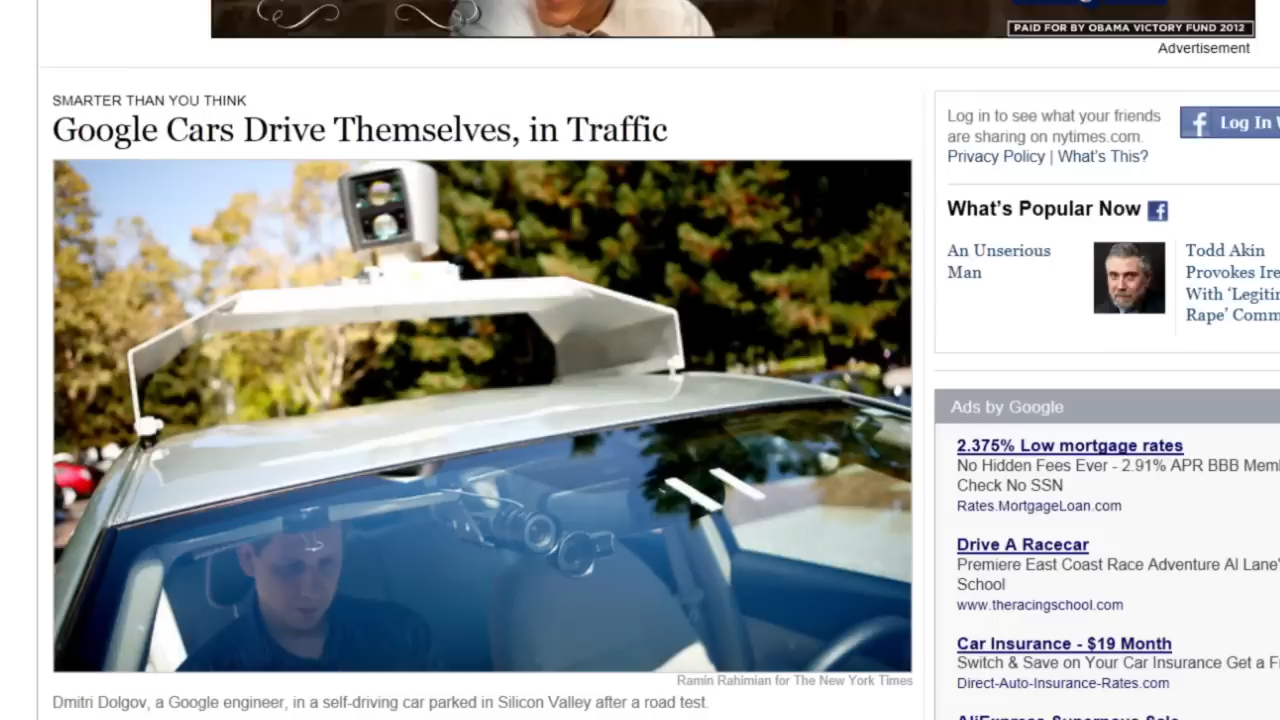 PAID FOR BY OBAMA VICTORY FUND 2012
Advertisement
SMARTER THAN YOU THINK
Google Cars Drive Themselves, in Traffic
Ramin Rahimian for The New York Times
Dmitri Dolgov, a Google engineer, in a self-driving car parked in Silicon Valley after a road test.
Log in to see what your friends
are sharing on nytimes.com.
Privacy Policy | What's This?
Log In
What's Popular Now
An Unserious
Man
Todd Akin
Provokes
With
Rape'
Ads by Google
2.375% Low mortgage rates
No Hidden Fees Ever - 2.91% APR BBB
Check No SSN
Rates.MortgageLoan.com
Drive A Racecar
Premiere East Coast Race Adventure Al Lane'
School
www.theracingschool.com
Car Insurance - $19 Month
Switch & Save on Your Car Insurance Get a
Direct-Auto-Insurance-Rates.com